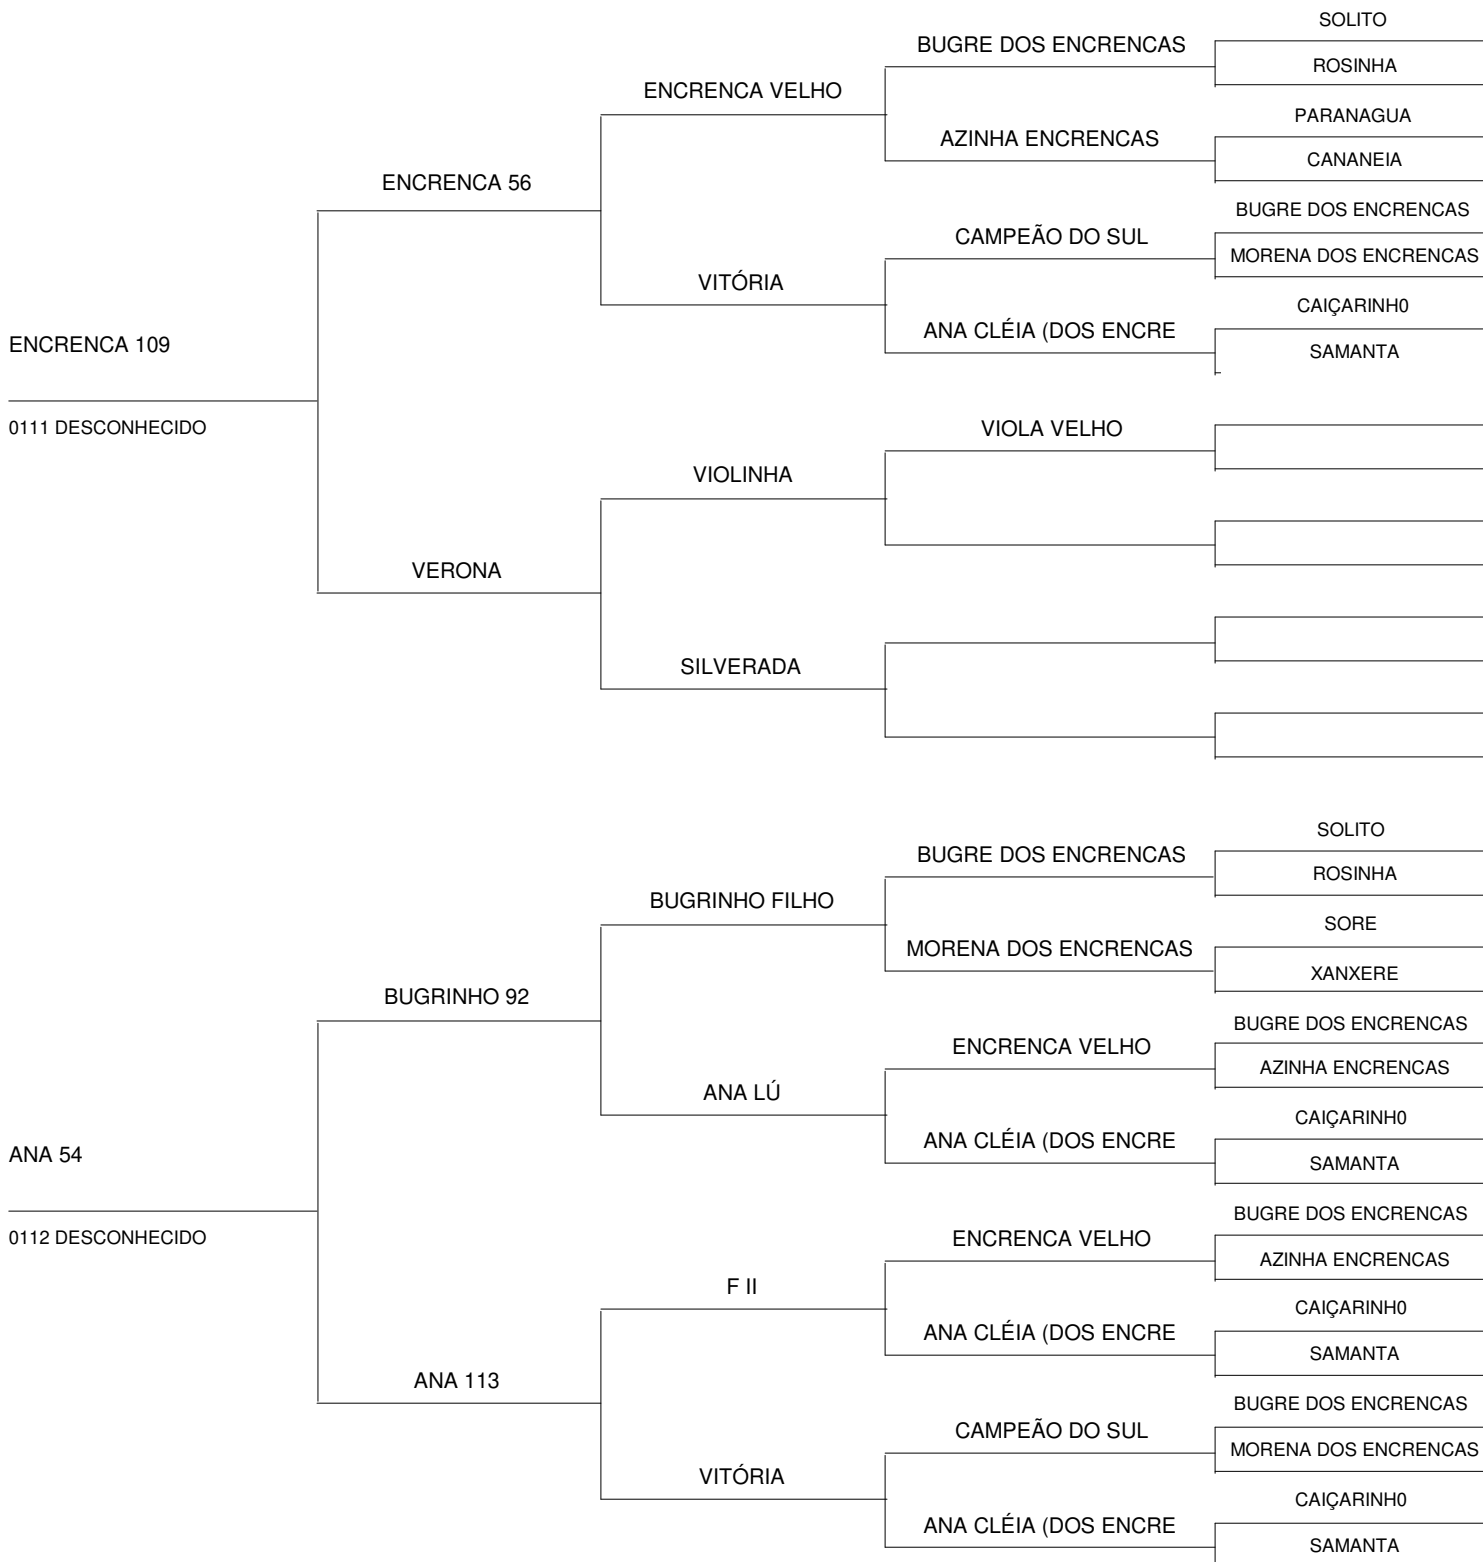 SOLITO
BUGRE DOS ENCRENCAS
ROSINHA
ENCRENCA VELHO
PARANAGUA
AZINHA ENCRENCAS
CANANEIA
ENCRENCA 56
BUGRE DOS ENCRENCAS
CAMPEÃO DO SUL
MORENA DOS ENCRENCAS
VITÓRIA
CAIÇARINH0
ANA CLÉIA (DOS ENCRE
SAMANTA
ENCRENCA 109
0111 DESCONHECIDO
VIOLA VELHO
VIOLINHA
VERONA
SILVERADA
SOLITO
BUGRE DOS ENCRENCAS
ROSINHA
BUGRINHO FILHO
SORE
MORENA DOS ENCRENCAS
XANXERE
BUGRINHO 92
BUGRE DOS ENCRENCAS
ENCRENCA VELHO
AZINHA ENCRENCAS
ANA LÚ
CAIÇARINH0
ANA CLÉIA (DOS ENCRE
SAMANTA
ANA 54
0112 DESCONHECIDO
BUGRE DOS ENCRENCAS
ENCRENCA VELHO
AZINHA ENCRENCAS
F II
CAIÇARINH0
ANA CLÉIA (DOS ENCRE
SAMANTA
ANA 113
BUGRE DOS ENCRENCAS
CAMPEÃO DO SUL
MORENA DOS ENCRENCAS
VITÓRIA
CAIÇARINH0
ANA CLÉIA (DOS ENCRE
SAMANTA